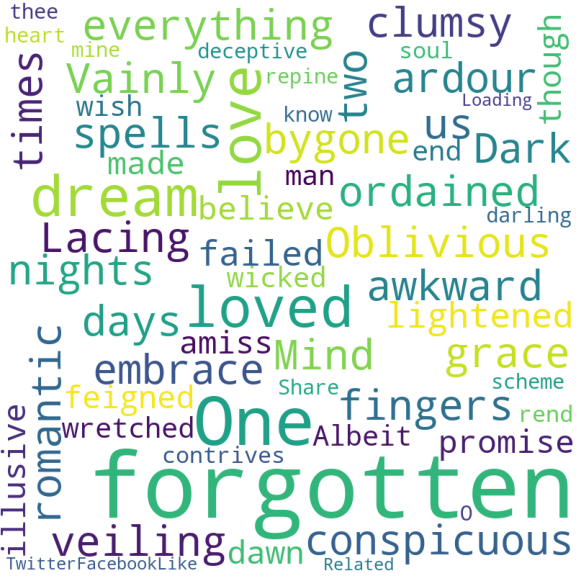 thee
heart
mine
everything
deceptive
clumsy
soul
though
times
Vainly
love
repine
two
ardour
Loading
wish
know
spells
bygone
us
end
Dark
made
man
dream
believe
ordained
darling
Lacing
failed
Oblivious
nights
wicked
awkward
days
loved
lightened
amiss
Mind
grace
romantic
embrace
Share
scheme
feigned
One
fingers
rend
illusive
wretched
Albeit
promise
contrives
forgotten
O
veiling
dawn
conspicuous
TwitterFacebookLike
Related